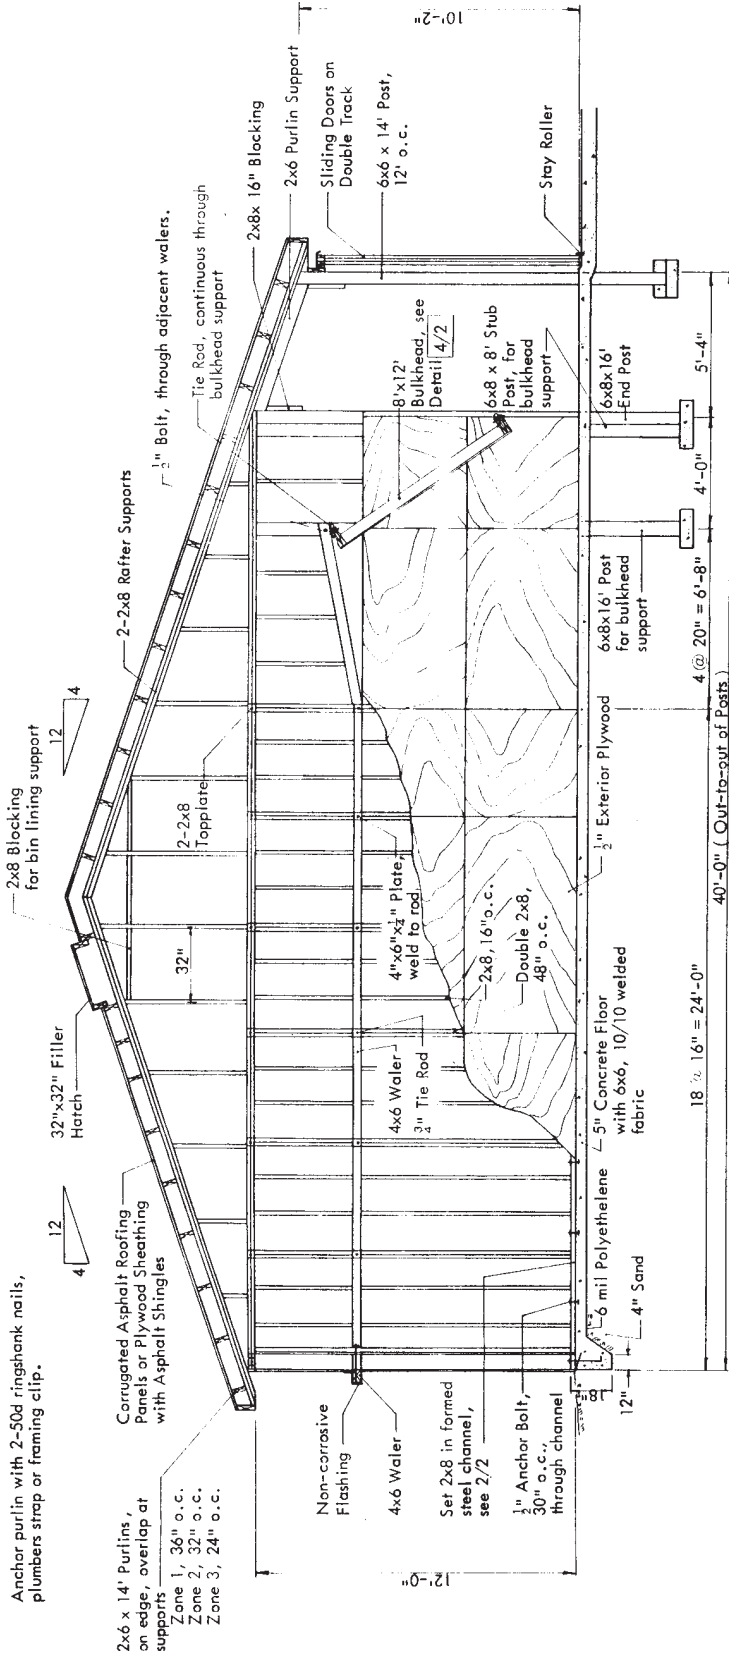 Anchor purlin with 2-50d ringshank nails,
plumbers strap or framing clip.
2x6 x 14' Purlins,
on edge, overlap at
supports
Zone 1, 36" o.c.
Zone 2, 32" o.c.
Zone 3, 24" o.c.
Corrugated Asphalt Roofing
Panels or Plywood Sheathing
with Asphalt Shingles
12
4
32"x32" Filler
Hatch
2x8 Blocking
for bin lining support
12
4
2-2x8 Rafter Supports
1/2" Bolt, through adjacent walers.
Tie Rod, continuous through
bulkhead support
2x8x 16" Blocking
2x6 Purlin Support
Sliding Doors on
Double Track
6x6 x 14' Post,
12' o.c.
Stay Roller
10'-2"
32"
2-2x8
Topplate
Non-corrosive
Flashing
4x6 Waler
Set 2x8 in formed
steel channel,
see 2/2
1/2" Anchor Bolt,
30" o.c.,
through channel
12'-0"
4x6 Waler
3/4" Tie Rod
4"x6"x1/4" Plate,
weld to rod
2x8, 16" o.c.
Double 2x8,
48" o.c.
8'x12'
Bulkhead, see
Detail 4/2
6x8 x 8' Stub
Post, for
bulkhead
support
6x8x16'
End Post
6x8x16' Post
for bulkhead
support
1/2" Exterior Plywood
5" Concrete Floor
with 6x6, 10/10 welded
fabric
6 mil Polyethelene
4" Sand
18"
12"
18 @ 16" = 24'-0"
4 @ 20" = 6'-8"
4'-0"
5'-4"
40'-0" ( Out-to-out of Posts )